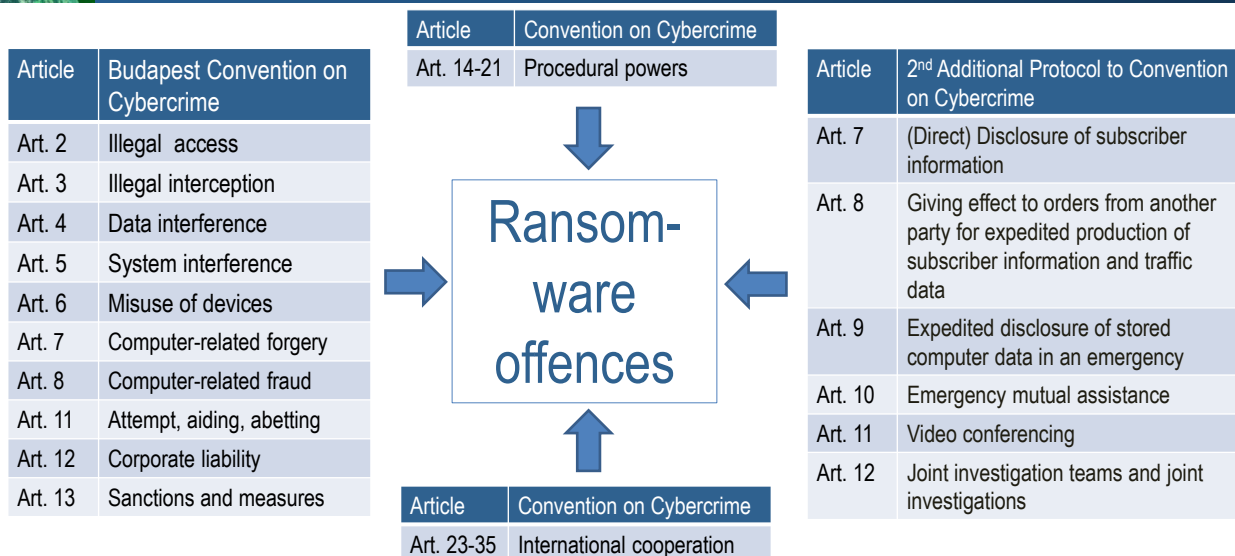 Article Convention on Cybercrime
Art. 14-21 Procedural powers
Article Budapest Convention on
Cybercrime
Art. 2 Illegal access
Art. 3 Illegal interception
Art. 4 Data interference
Art. 5 System interference
Art. 6 Misuse of devices
Art. 7 Computer-related forgery
Art. 8 Computer-related fraud
Art. 11 Attempt, aiding, abetting
Art. 12 Corporate liability
Art. 13 Sanctions and measures
Ransom-
ware
offences
Article 2nd Additional Protocol to Convention
on Cybercrime
Art. 7 (Direct) Disclosure of subscriber
information
Art. 8 Giving effect to orders from another
party for expedited production of
subscriber information and traffic
data
Art. 9 Expedited disclosure of stored
computer data in an emergency
Art. 10 Emergency mutual assistance
Art. 11 Video conferencing
Art. 12 Joint investigation teams and joint
investigations
Article Convention on Cybercrime
Art. 23-35 International cooperation